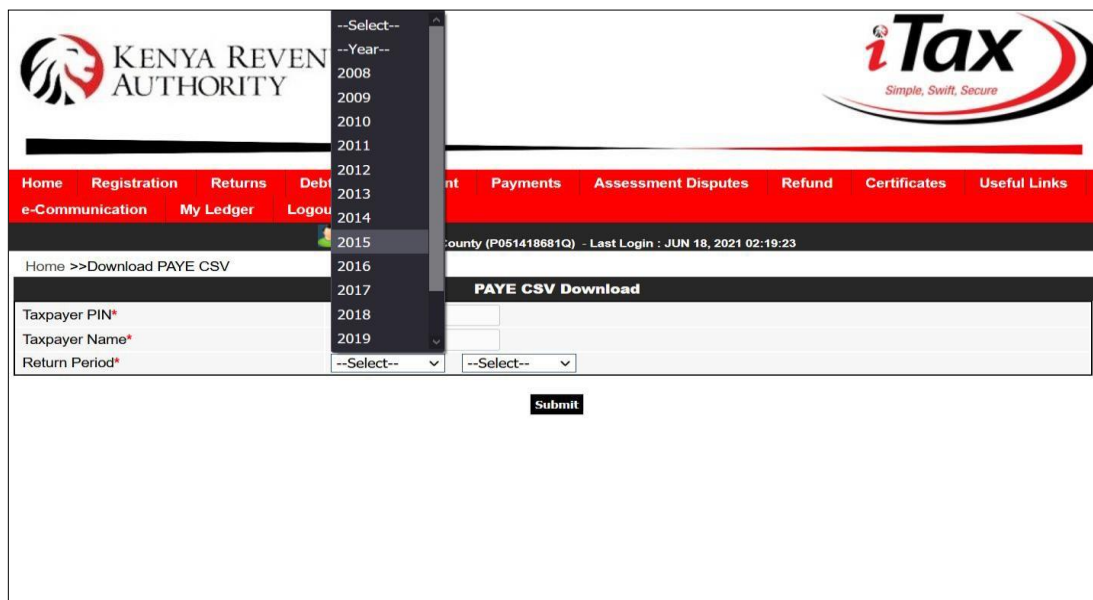 KENYA REVEN
AUTHORITY
iTax
Simple, Swift, Secure
--Select--
--Year--
2008
2009
2010
2011
2012
2013
2014
2015
2016
2017
2018
2019
Home Registration Returns Debt nt Payments Assessment Disputes Refund Certificates Useful Links
e-Communication My Ledger Logou
County (P051418681Q) - Last Login : JUN 18, 2021 02:19:23
Home >>Download PAYE CSV
PAYE CSV Download
Taxpayer PIN*
Taxpayer Name*
Return Period* --Select-- --Select--
Submit